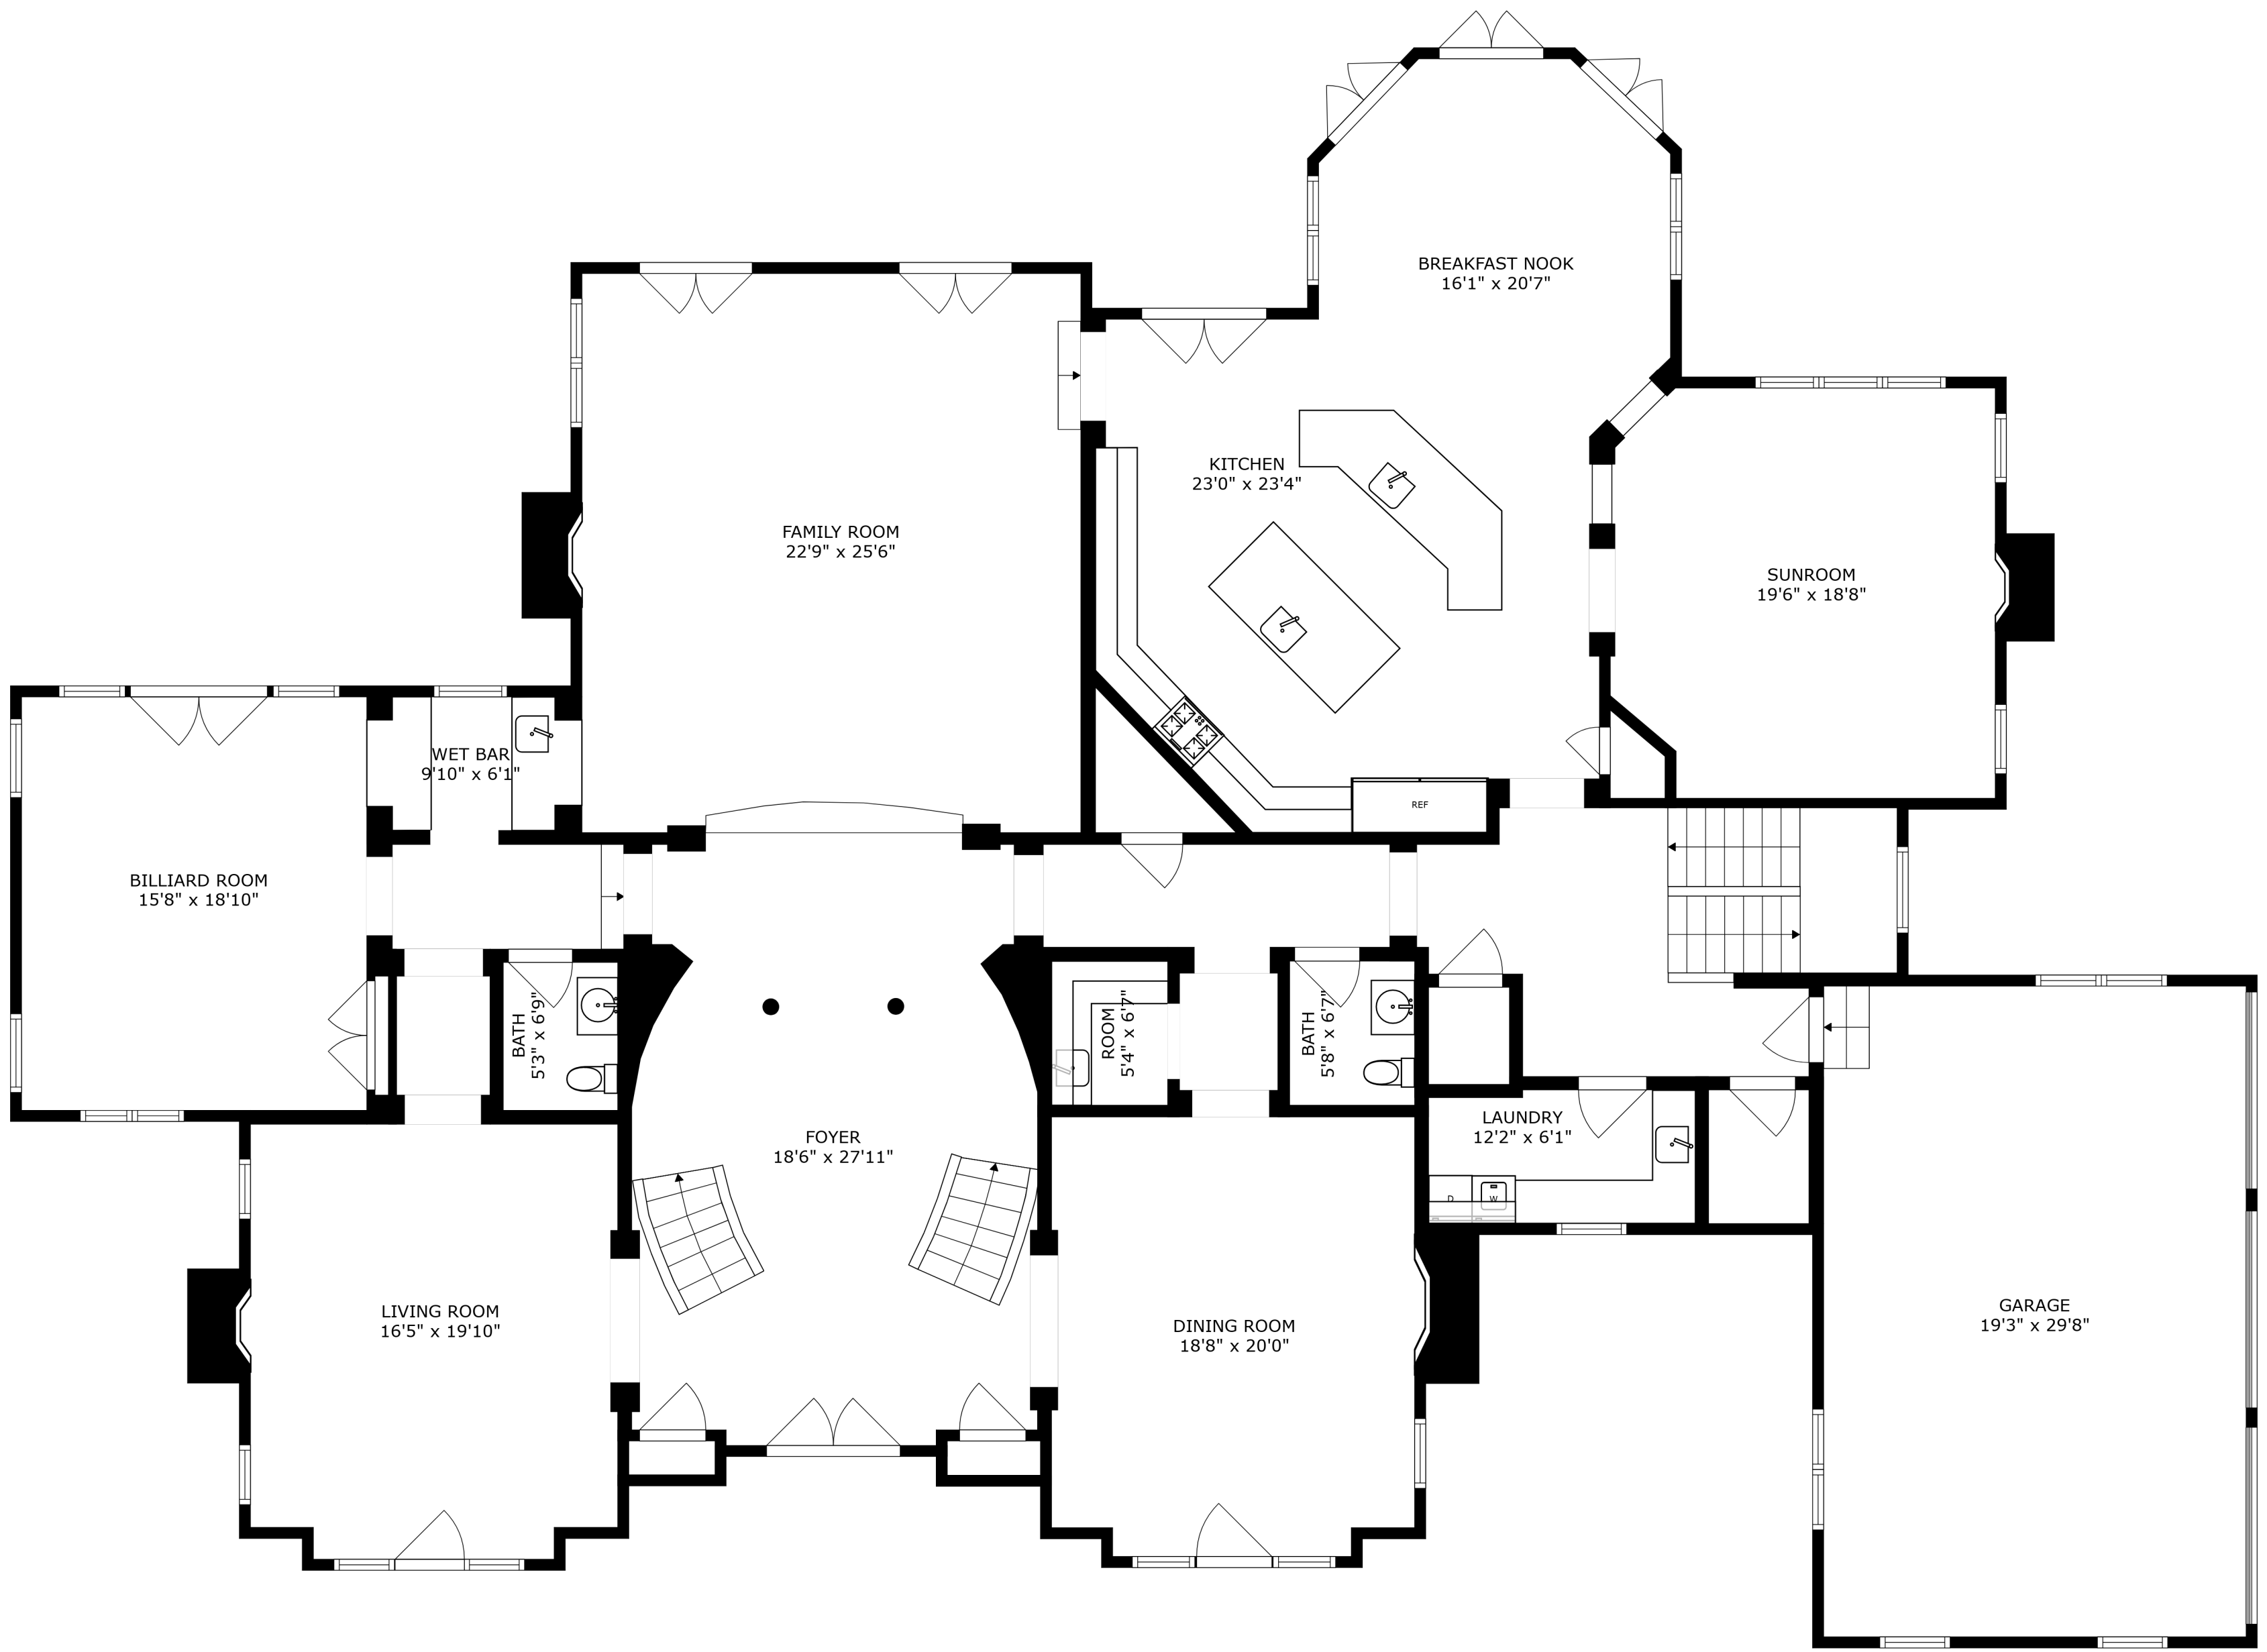 BREAKFAST NOOK
16'1" x 20'7"
KITCHEN
23'0" x 23'4"
FAMILY ROOM
22'9" x 25'6"
SUNROOM
19'6" x 18'8"
WET BAR
9'10" x 6'1"
REF
BILLIARD ROOM
15'8" x 18'10"
BATH
5'3" x 6'9"
ROOM
5'4" x 6'7"
BATH
5'8" x 6'7"
FOYER
18'6" x 27'11"
LAUNDRY
12'2" x 6'1"
D
W
LIVING ROOM
16'5" x 19'10"
DINING ROOM
18'8" x 20'0"
GARAGE
19'3" x 29'8"